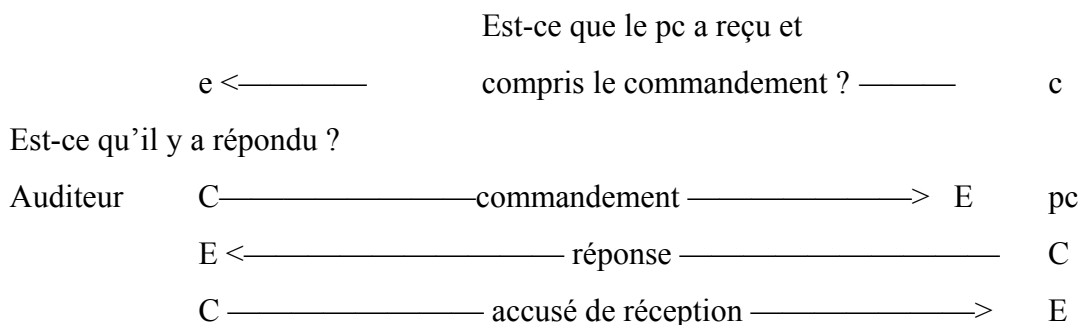 Est-ce que le pc a reçu et
e <——— compris le commandement ? ——— c
Est-ce qu’il y a répondu ?
Auditeur C————————commandement ———————> E pc
E <—————————— réponse —————————— C
C ———————— accusé de réception ———————> E